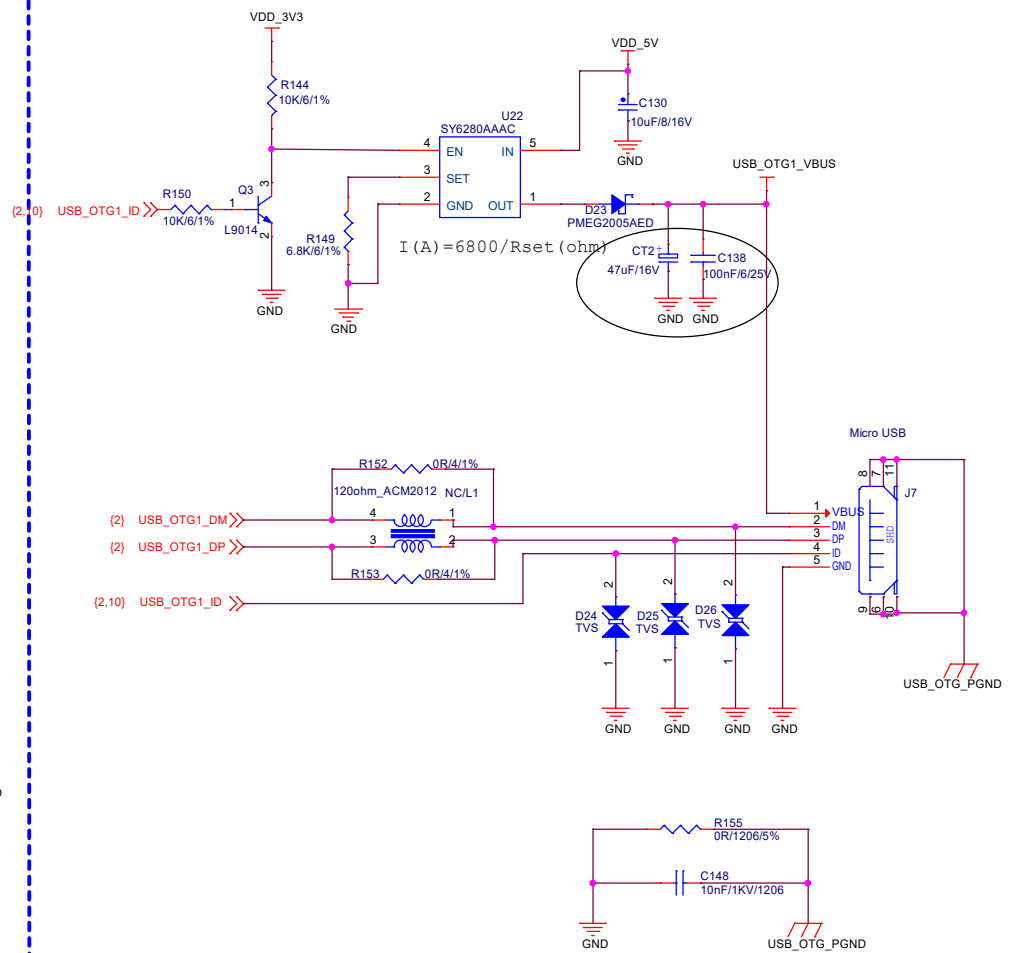 VDD_3V3
VDD_5V
R144
10K/6/1%
C130
10uF/8/16V
GND
U22
SY6280AAAC
4 EN IN 5
3 SET
2 GND OUT 1
USB_OTG1_VBUS
{2,10} USB_OTG1_ID
R150
10K/6/1%
Q3
L9014
1
3
2
R149
6.8K/6/1%
I(A)=6800/Rset(ohm)
D23
PMEG2005AED
CT2
+
47uF/16V
C138
100nF/6/25V
GND
GND
GND
GND
Micro USB
R152 0R/4/1%
120ohm_ACM2012 NC/L1
{2} USB_OTG1_DM
4 1
{2} USB_OTG1_DP
3 2
R153 0R/4/1%
{2,10} USB_OTG1_ID
8
7
11
J7
1 VBUS
2 DM
3 DP
4 ID
5 GND
SHD
9
6
10
2
2
2
D24
TVS
D25
TVS
D26
TVS
1
1
1
GND
GND
GND
GND
USB_OTG_PGND
R155
0R/1206/5%
C148
10nF/1KV/1206
GND
USB_OTG_PGND